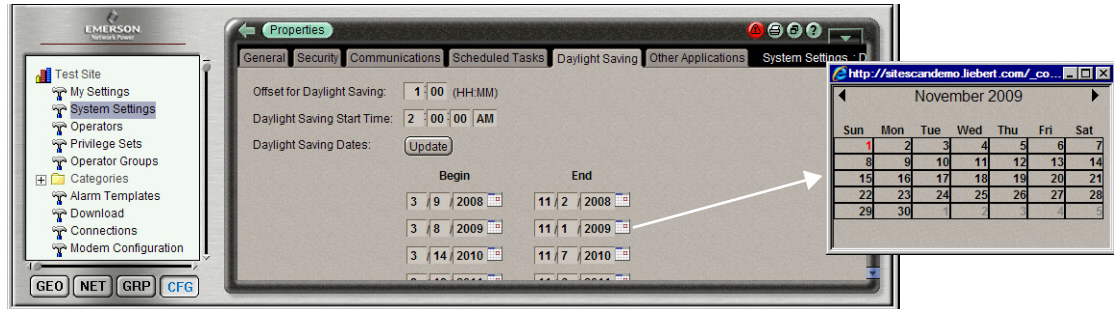 EMERSON
Network Power
Test Site
My Settings
System Settings
Operators
Privilege Sets
Operator Groups
Categories
Alarm Templates
Download
Connections
Modem Configuration
GEO NET GRP CFG
Properties
General Security Communications Scheduled Tasks Daylight Saving Other Applications System Settings : D
Offset for Daylight Saving: 1 : 00 (HH:MM)
Daylight Saving Start Time: 2 : 00 : 00 AM
Daylight Saving Dates: Update
Begin End
3 / 9 / 2008 11 / 2 / 2008
3 / 8 / 2009 11 / 1 / 2009
3 / 14 / 2010 11 / 7 / 2010
http://sitescandemo.liebert.com/_co...
November 2009
Sun Mon Tue Wed Thu Fri Sat
1 2 3 4 5 6 7
8 9 10 11 12 13 14
15 16 17 18 19 20 21
22 23 24 25 26 27 28
29 30 1 2 3 4 5